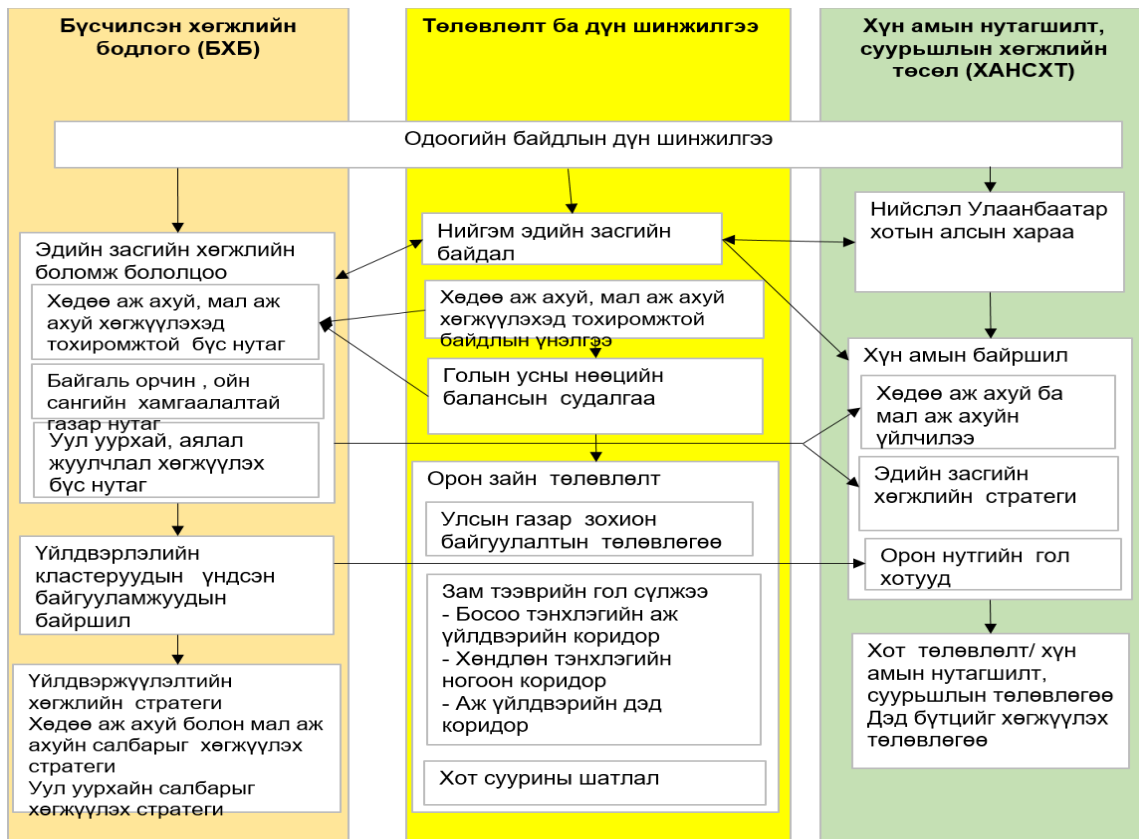 Бүсчилсэн хөгжлийн
бодлого (БХБ)
Төлөвлөлт ба дүн шинжилгээ
Хүн амын нутагшилт,
суурьшлын хөгжлийн
төсөл (ХАНСХТ)
Одоогийн байдлын дүн шинжилгээ
Эдийн засгийн хөгжлийн
боломж бололцоо
Хөдөө аж ахуй, мал аж
ахуй хөгжүүлэхэд
тохиромжтой бүс нутаг
Байгаль орчин , ойн
сангийн хамгаалалтай
газар нутаг
Уул уурхай, аялал
жуулчлал хөгжүүлэх
бүс нутаг
Үйлдвэрлэлийн
кластеруудын үндсэн
байгууламжуудын
байршил
Үйлдвэржүүлэлтийн
хөгжлийн стратеги
Хөдөө аж ахуй болон мал аж
ахуйн салбарыг хөгжүүлэх
стратеги
Уул уурхайн салбарыг
хөгжүүлэх стратеги
Нийгэм эдийн засгийн
байдал
Хөдөө аж ахуй, мал аж ахуй
хөгжүүлэхэд тохиромжтой
байдлын үнэлгээ
Голын усны нөөцийн
балансын судалгаа
Орон зайн төлөвлөлт
Улсын газар зохион
байгуулалтын төлөвлөгөө
Зам тээврийн гол сүлжээ
- Босоо тэнхлэгийн аж
үйлдвэрийн коридор
- Хөндлөн тэнхлэгийн
ногоон коридор
- Аж үйлдвэрийн дэд
коридор
Хот суурины шатлал
Нийслэл Улаанбаатар
хотын алсын хараа
Хүн амын байршил
Хөдөө аж ахуй ба
мал аж ахуйн
үйлчилээ
Эдийн засгийн
хөгжлийн стратеги
Орон нутгийн гол
хотууд
Хот төлөвлөлт/ хүн
амын нутагшилт,
суурьшлын төлөвлөгөө
Дэд бүтцийг хөгжүүлэх
төлөвлөгөө